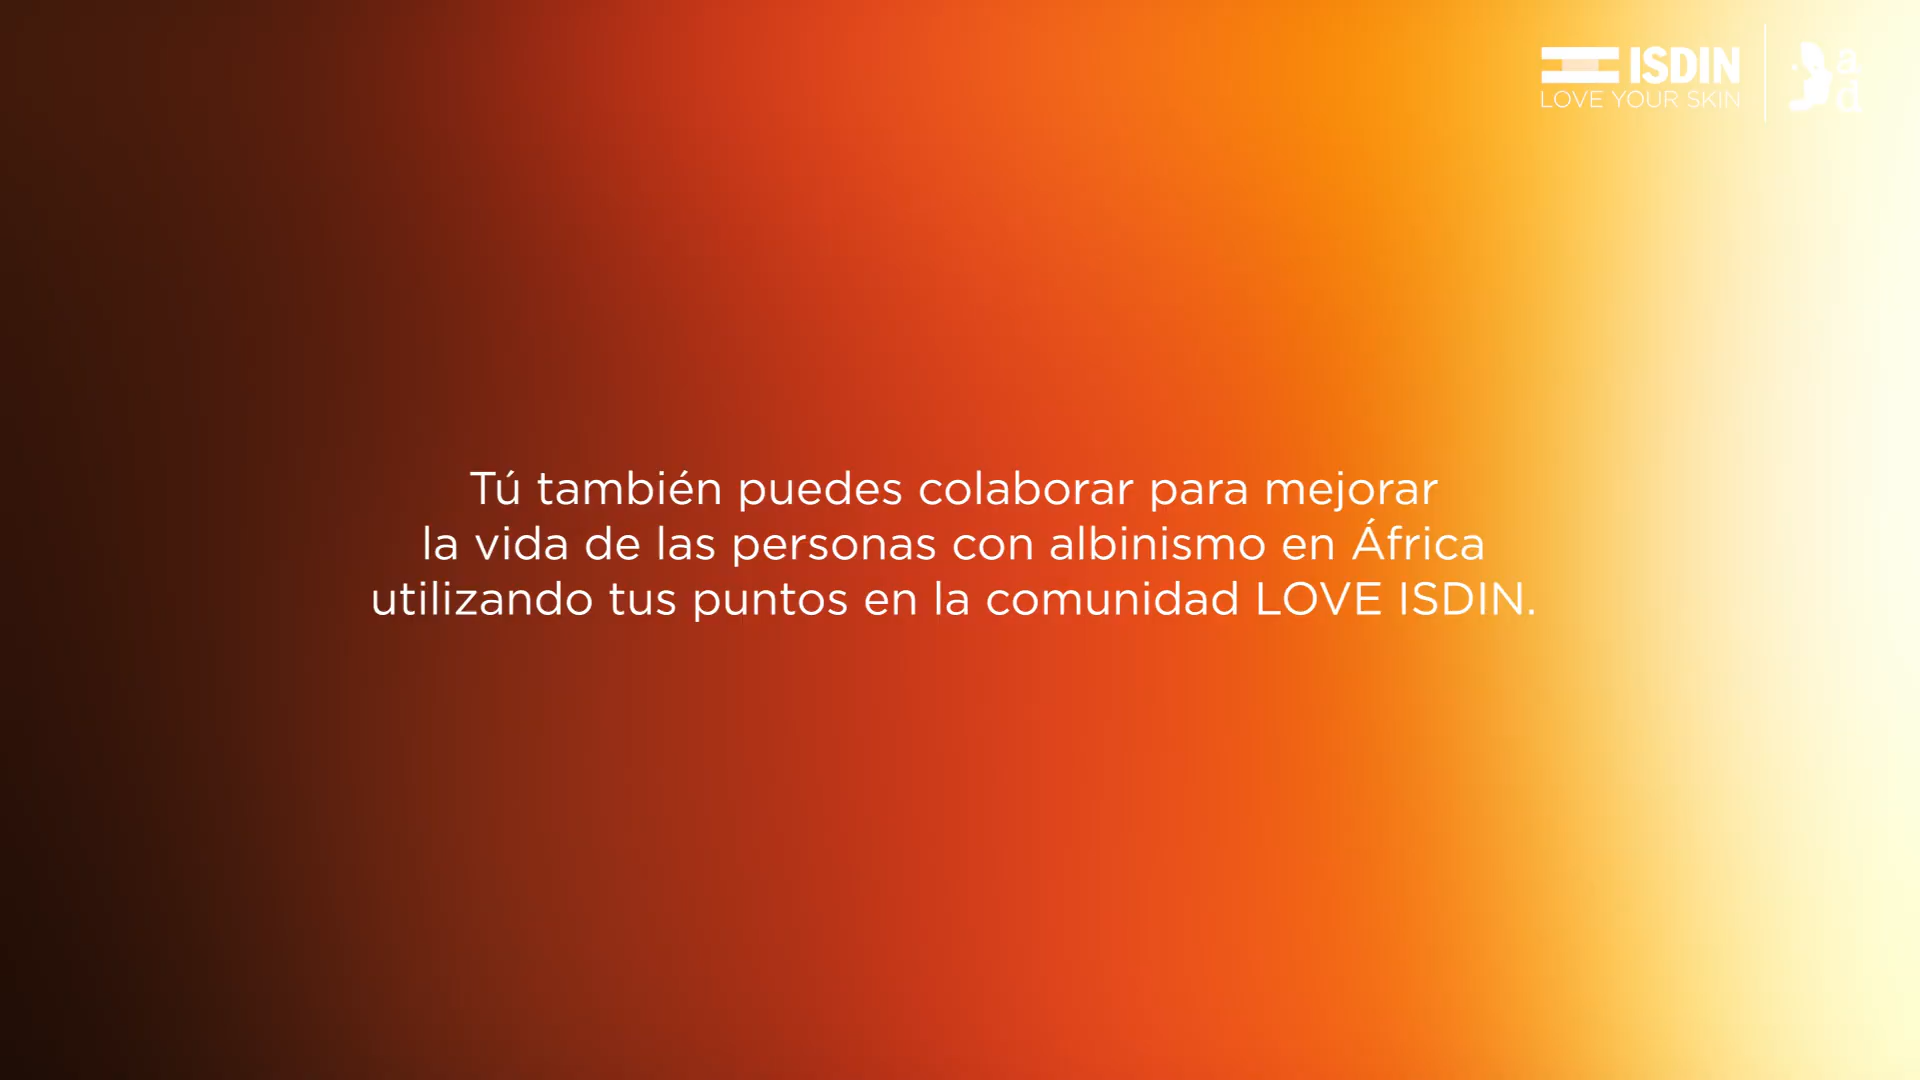 ISDIN
LOVE YOUR SKIN
a
d
Tú también puedes colaborar para mejorar
la vida de las personas con albinismo en África
utilizando tus puntos en la comunidad LOVE ISDIN.